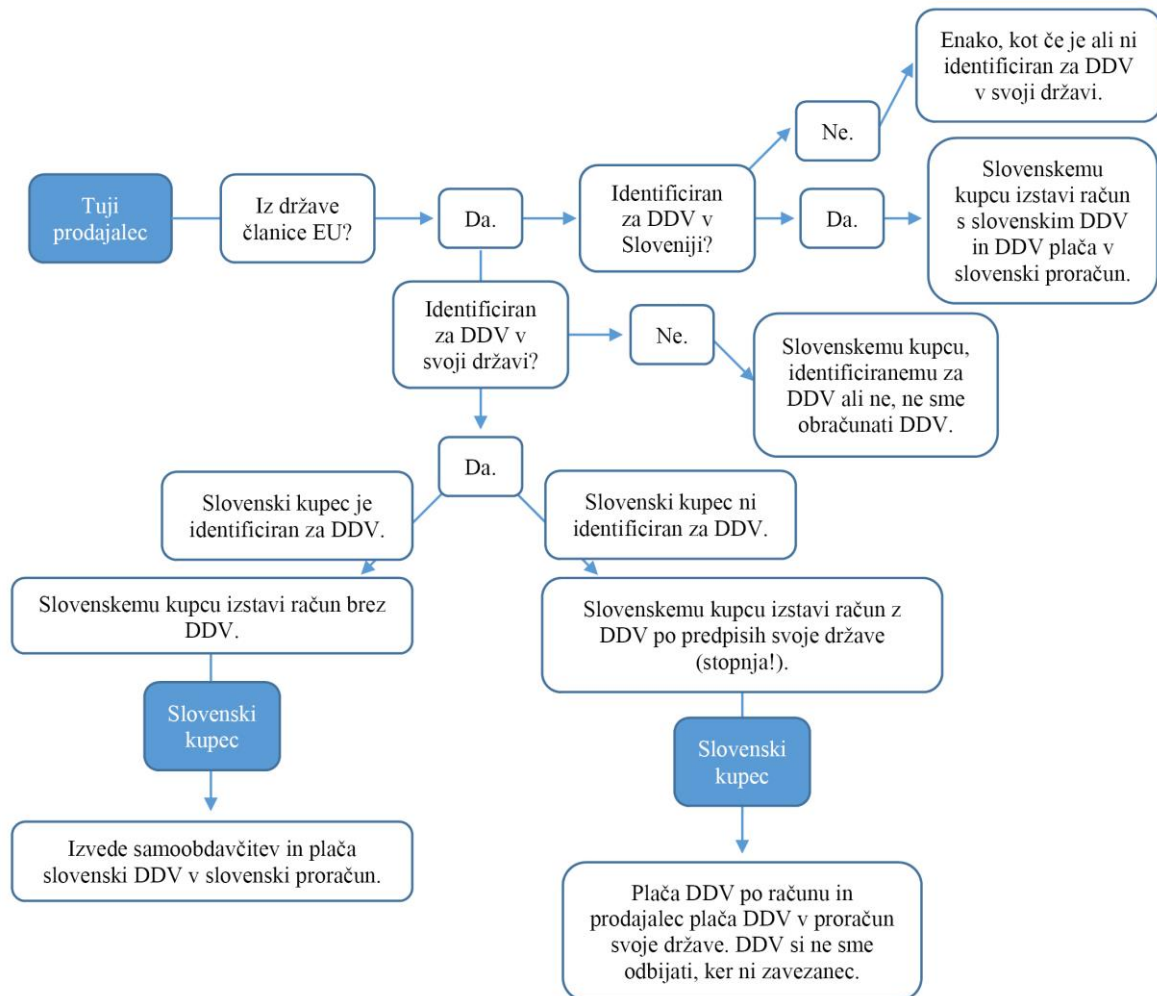 Enako, kot če je ali ni
identificiran za DDV
v svoji državi.
Ne.
Tuji
prodajalec
Iz države
članice EU?
Da.
Identificiran
za DDV v
Sloveniji?
Da.
Slovenskemu
kupcu izstavi račun
s slovenskim DDV
in DDV plača v
slovenski proračun.
Identificiran
za DDV v
svoji državi?
Ne.
Slovenskemu kupcu,
identificiranemu za
DDV ali ne, ne sme
obračunati DDV.
Da.
Slovenski kupec je
identificiran za DDV.
Slovenski kupec ni
identificiran za DDV.
Slovenskemu kupcu izstavi račun brez
DDV.
Slovenskemu kupcu izstavi račun z
DDV po predpisih svoje države
(stopnja!).
Slovenski
kupec
Slovenski
kupec
Izvede samoobdavčitev in plača
slovenski DDV v slovenski proračun.
Plača DDV po računu in
prodajalec plača DDV v proračun
svoje države. DDV si ne sme
odbijati, ker ni zavezanec.